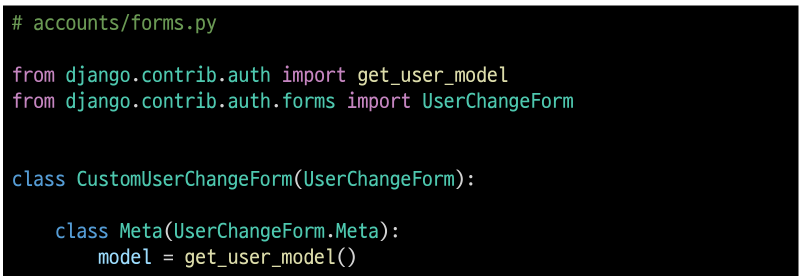 # accounts/forms.py
from django.contrib.auth import get_user_model
from django.contrib.auth.forms import UserChangeForm
class CustomUserChangeForm(UserChangeForm):
    class Meta(UserChangeForm.Meta):
        model = get_user_model()